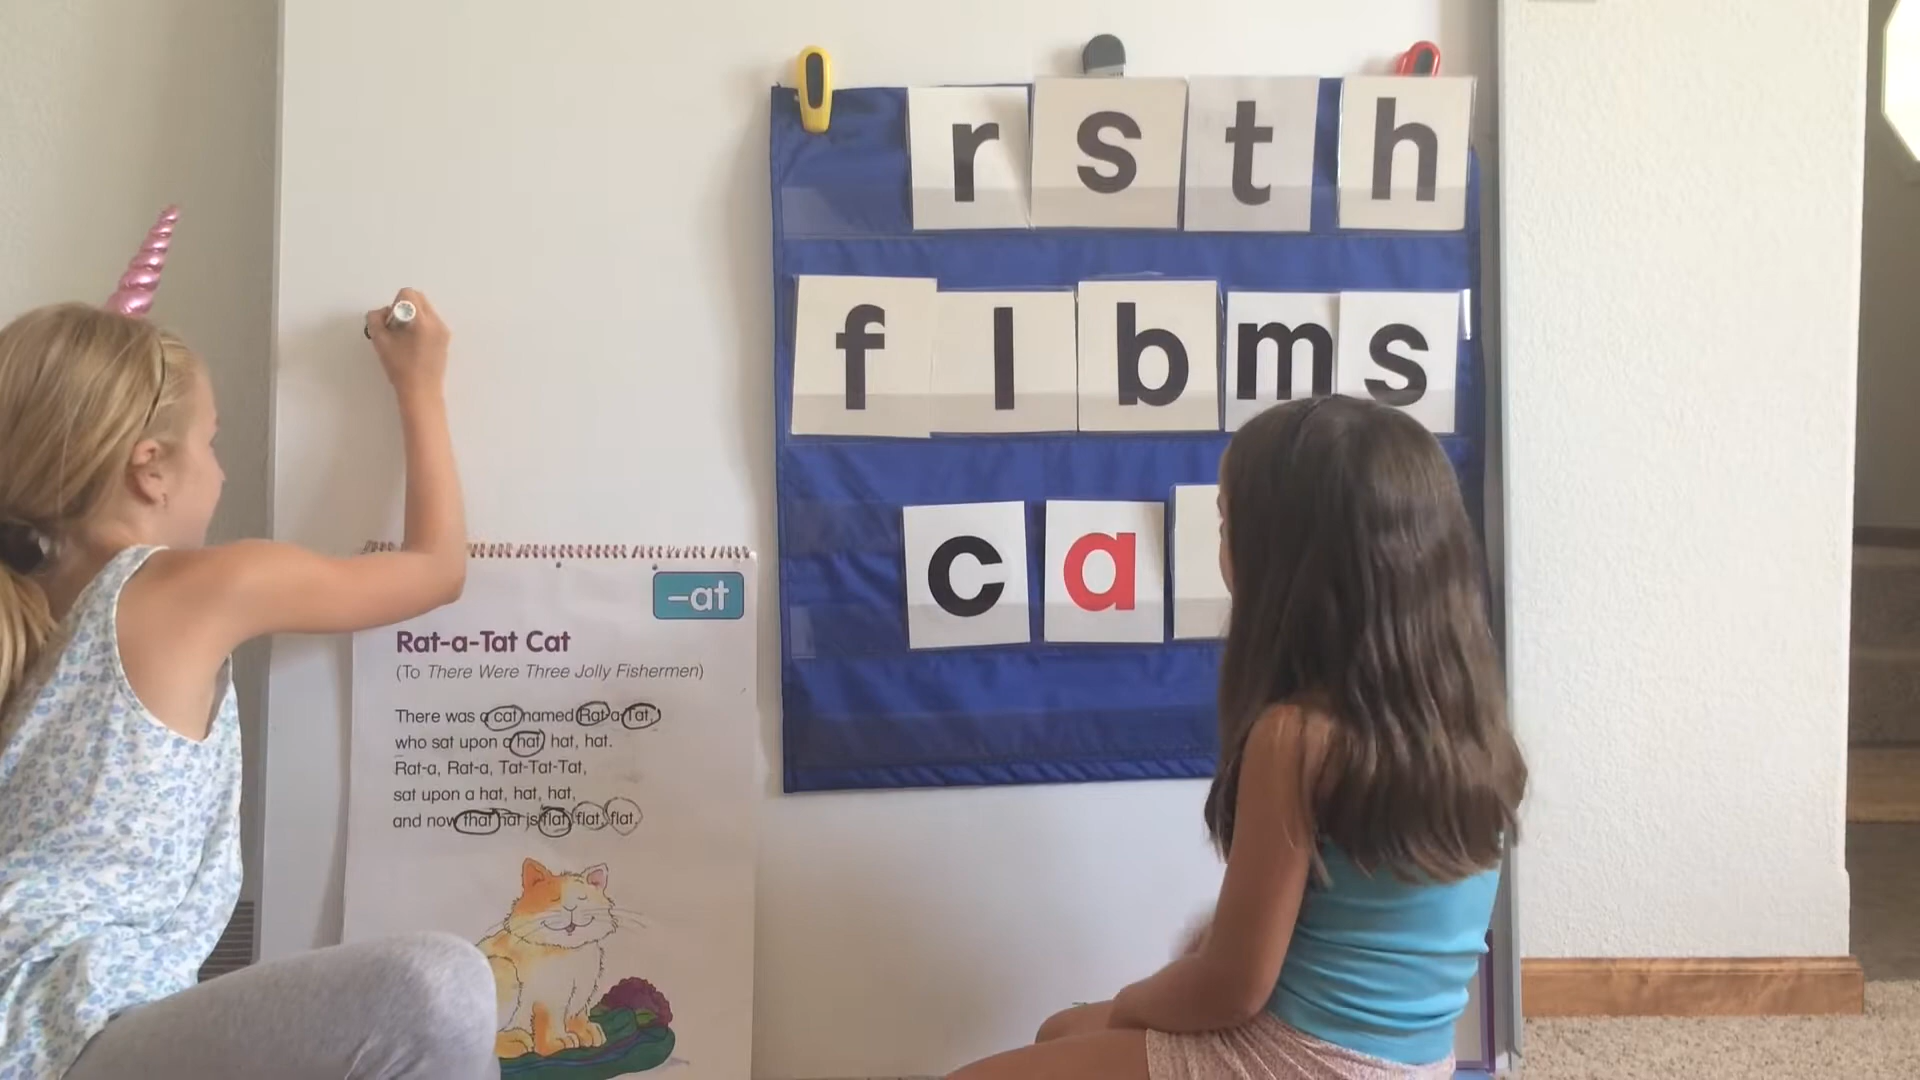 r s t h
f l b m s
c a
-at
Rat-a-Tat Cat
(To There Were Three Jolly Fishermen)
There was a cat named Rat-a-Tat,
who sat upon a hat, hat, hat.
Rat-a, Rat-a, Tat-Tat-Tat,
sat upon a hat, hat, hat,
and now that hat is flat, flat, flat.